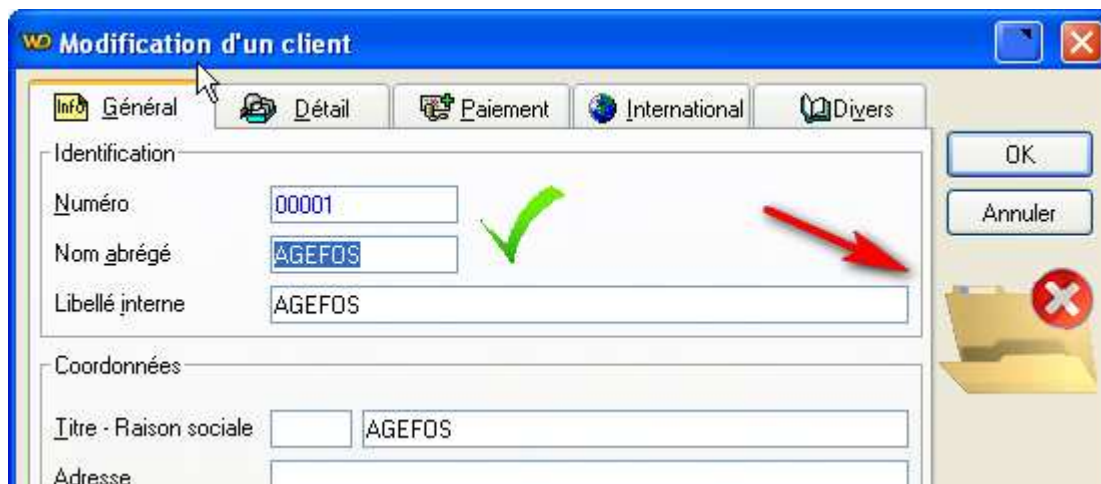 WD Modification d'un client
Info Général Détail Paiement International Divers
Identification
OK
Numéro 00001
Annuler
Nom abrégé AGEFOS
Libellé interne AGEFOS
Coordonnées
Titre - Raison sociale AGEFOS
Adresse